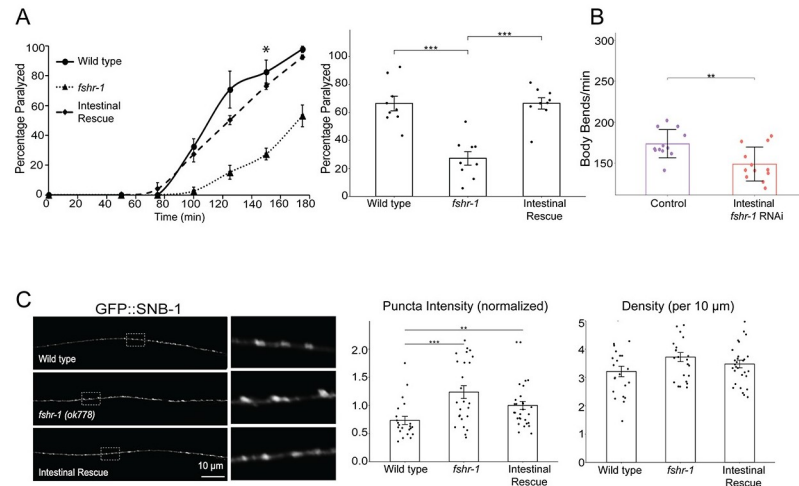 A
Percentage Paralyzed
100
80
60
40
20
0
Wild type
fshr-1
Intestinal
Rescue
*
0 20 40 60 80 100 120 140 160 180
Time (min)
Percentage Paralyzed
100
80
60
40
20
0
***
***
Wild type
fshr-1
Intestinal
Rescue
B
Body Bends/min
300
250
200
150
**
Control
Intestinal
fshr-1 RNAi
C
GFP::SNB-1
Wild type
fshr-1 (ok778)
Intestinal Rescue
10 µm
Puncta Intensity (normalized)
2.5
2.0
1.5
1.0
0.5
0.0
**
***
Wild type
fshr-1
Intestinal
Rescue
Density (per 10 µm)
5
4
3
2
1
0
Wild type
fshr-1
Intestinal
Rescue